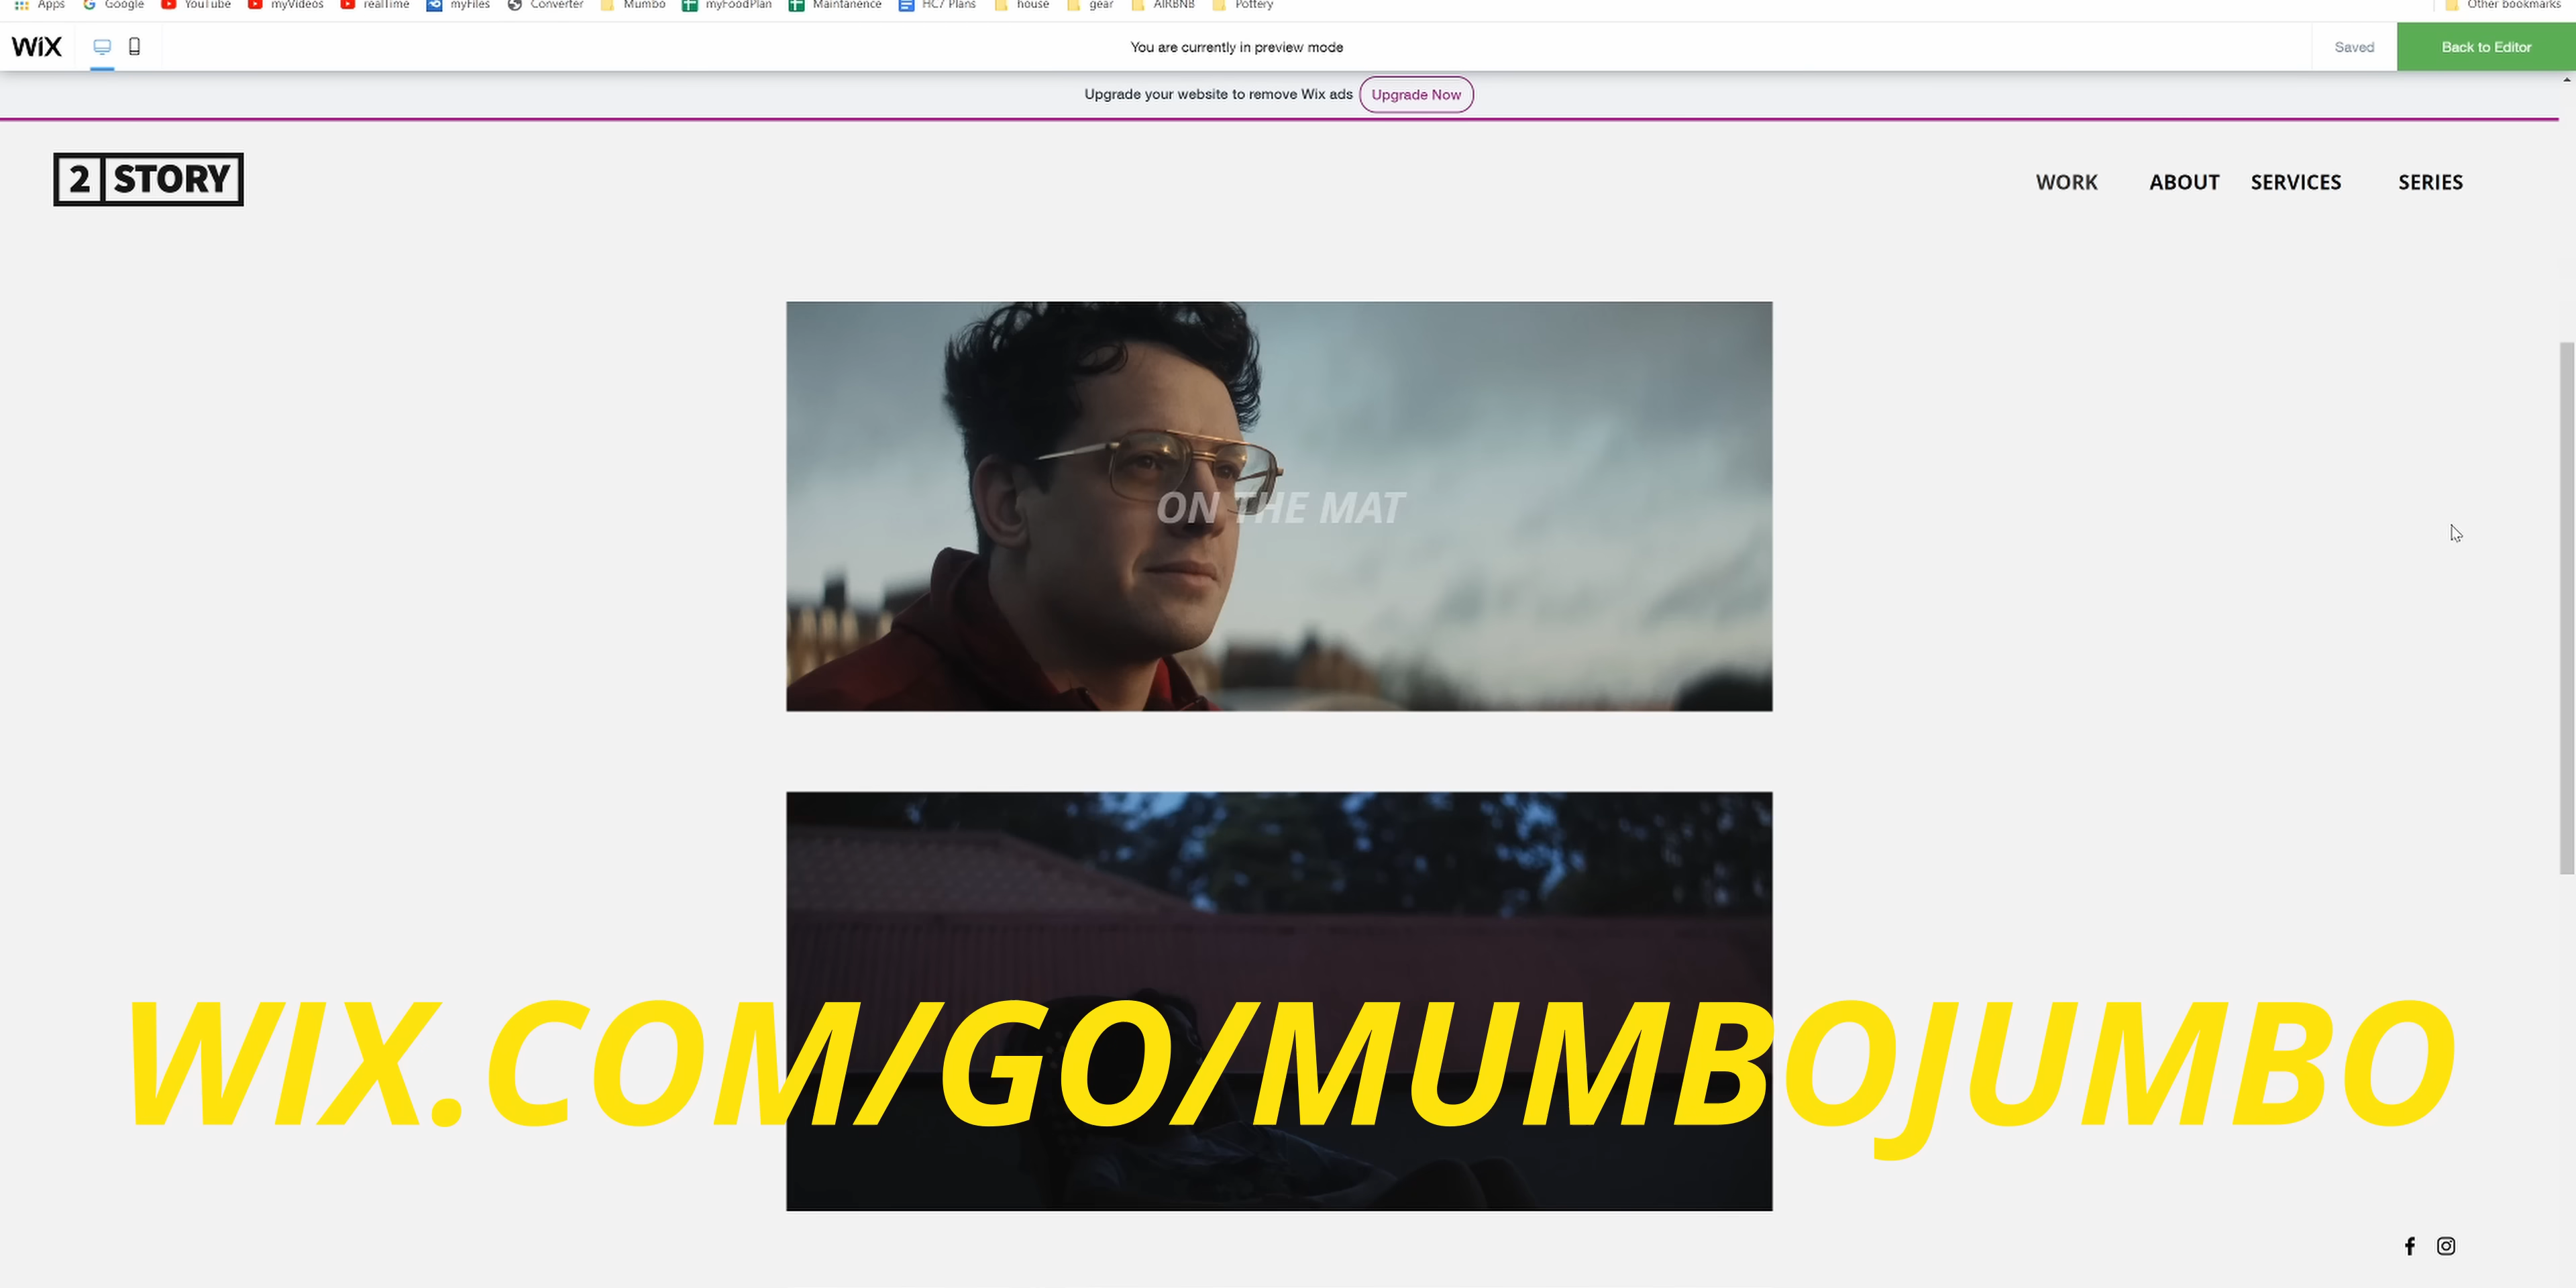 Apps Google YouTube myVideos realTime myFiles Converter Mumbo myFoodPlan Maintanence HC7 Plans house gear AIRBNB Pottery Other bookmarks
WiX You are currently in preview mode Saved Back to Editor
Upgrade your website to remove Wix ads Upgrade Now
2 STORY WORK ABOUT SERVICES SERIES
ON THE MAT
WIX.COM/GO/MUMBOJUMBO